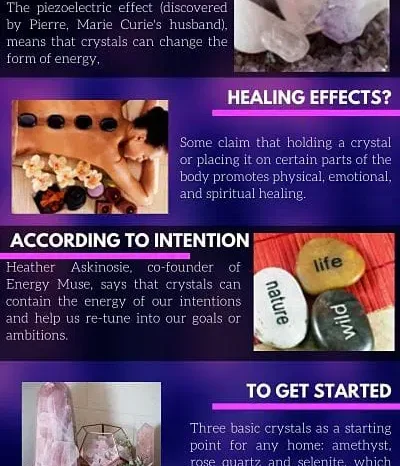 The piezoelectric effect (discovered
by Pierre, Marie Curie's husband),
means that crystals can change the
form of energy,
HEALING EFFECTS?
Some claim that holding a crystal
or placing it on certain parts of the
body promotes physical, emotional,
and spiritual healing.
ACCORDING TO INTENTION
Heather Askinosie, co-founder of
Energy Muse, says that crystals can
contain the energy of our intentions
and help us re-tune into our goals or
ambitions.
life
nature
wild
TO GET STARTED
Three basic crystals as a starting
point for any home: amethyst,
rose quartz and selenite, which